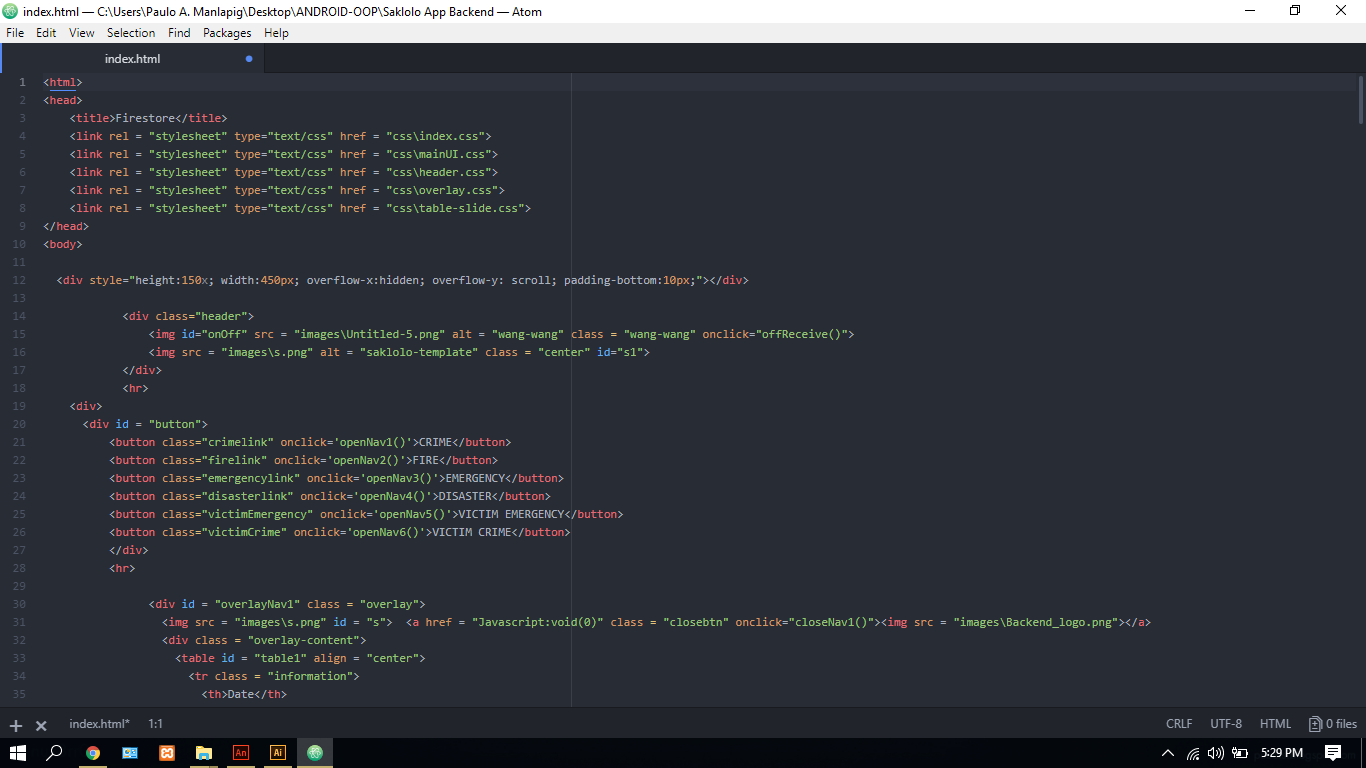 index.html — C:\Users\Paulo A. Manlapig\Desktop\ANDROID-OOP\Saklolo App Backend — Atom
File Edit View Selection Find Packages Help
index.html
1 <html>
2 <head>
3 <title>Firestore</title>
4 <link rel = "stylesheet" type="text/css" href = "css\index.css">
5 <link rel = "stylesheet" type="text/css" href = "css\mainUI.css">
6 <link rel = "stylesheet" type="text/css" href = "css\header.css">
7 <link rel = "stylesheet" type="text/css" href = "css\overlay.css">
8 <link rel = "stylesheet" type="text/css" href = "css\table-slide.css">
9 </head>
10 <body>
11
12 <div style="height:150x; width:450px; overflow-x:hidden; overflow-y: scroll; padding-bottom:10px;"></div>
13
14 <div class="header">
15 <img id="onOff" src = "images\Untitled-5.png" alt = "wang-wang" class = "wang-wang" onclick="offReceive()">
16 <img src = "images\s.png" alt = "saklolo-template" class = "center" id="s1">
17 </div>
18 <hr>
19 <div>
20 <div id = "button">
21 <button class="crimelink" onclick='openNav1()'>CRIME</button>
22 <button class="firelink" onclick='openNav2()'>FIRE</button>
23 <button class="emergencylink" onclick='openNav3()'>EMERGENCY</button>
24 <button class="disasterlink" onclick='openNav4()'>DISASTER</button>
25 <button class="victimEmergency" onclick='openNav5()'>VICTIM EMERGENCY</button>
26 <button class="victimCrime" onclick='openNav6()'>VICTIM CRIME</button>
27 </div>
28 <hr>
29
30 <div id = "overlayNav1" class = "overlay">
31 <img src = "images\s.png" id = "s"> <a href = "Javascript:void(0)" class = "closebtn" onclick="closeNav1()"><img src = "images\Backend_logo.png"></a>
32 <div class = "overlay-content">
33 <table id = "table1" align = "center">
34 <tr class = "information">
35 <th>Date</th>
index.html* 1:1 CRLF UTF-8 HTML 0 files
An Ai 5:29 PM